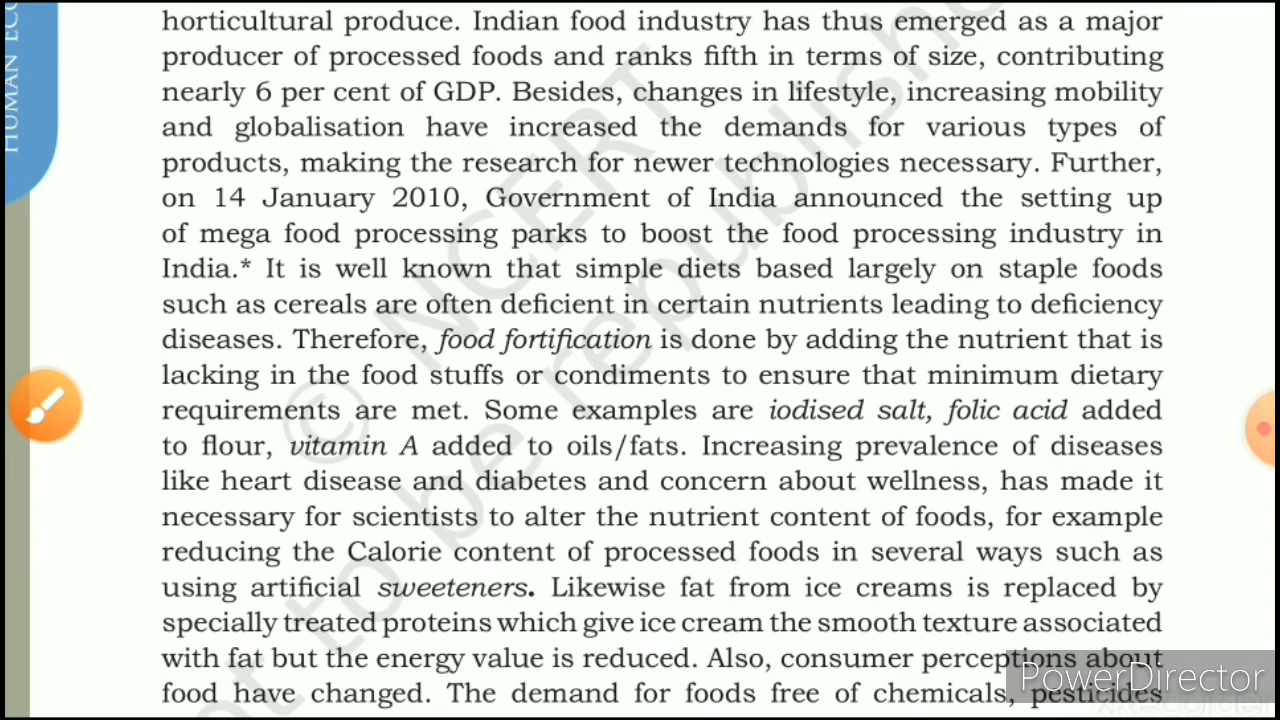 HUMAN ECO
horticultural produce. Indian food industry has thus emerged as a major
producer of processed foods and ranks fifth in terms of size, contributing
nearly 6 per cent of GDP. Besides, changes in lifestyle, increasing mobility
and globalisation have increased the demands for various types of
products, making the research for newer technologies necessary. Further,
on 14 January 2010, Government of India announced the setting up
of mega food processing parks to boost the food processing industry in
India.* It is well known that simple diets based largely on staple foods
such as cereals are often deficient in certain nutrients leading to deficiency
diseases. Therefore, food fortification is done by adding the nutrient that is
lacking in the food stuffs or condiments to ensure that minimum dietary
requirements are met. Some examples are iodised salt, folic acid added
to flour, vitamin A added to oils/fats. Increasing prevalence of diseases
like heart disease and diabetes and concern about wellness, has made it
necessary for scientists to alter the nutrient content of foods, for example
reducing the Calorie content of processed foods in several ways such as
using artificial sweeteners. Likewise fat from ice creams is replaced by
specially treated proteins which give ice cream the smooth texture associated
with fat but the energy value is reduced. Also, consumer perceptions about
food have changed. The demand for foods free of chemicals, pesticides
© NCERT
not to be republished
PowerDirector